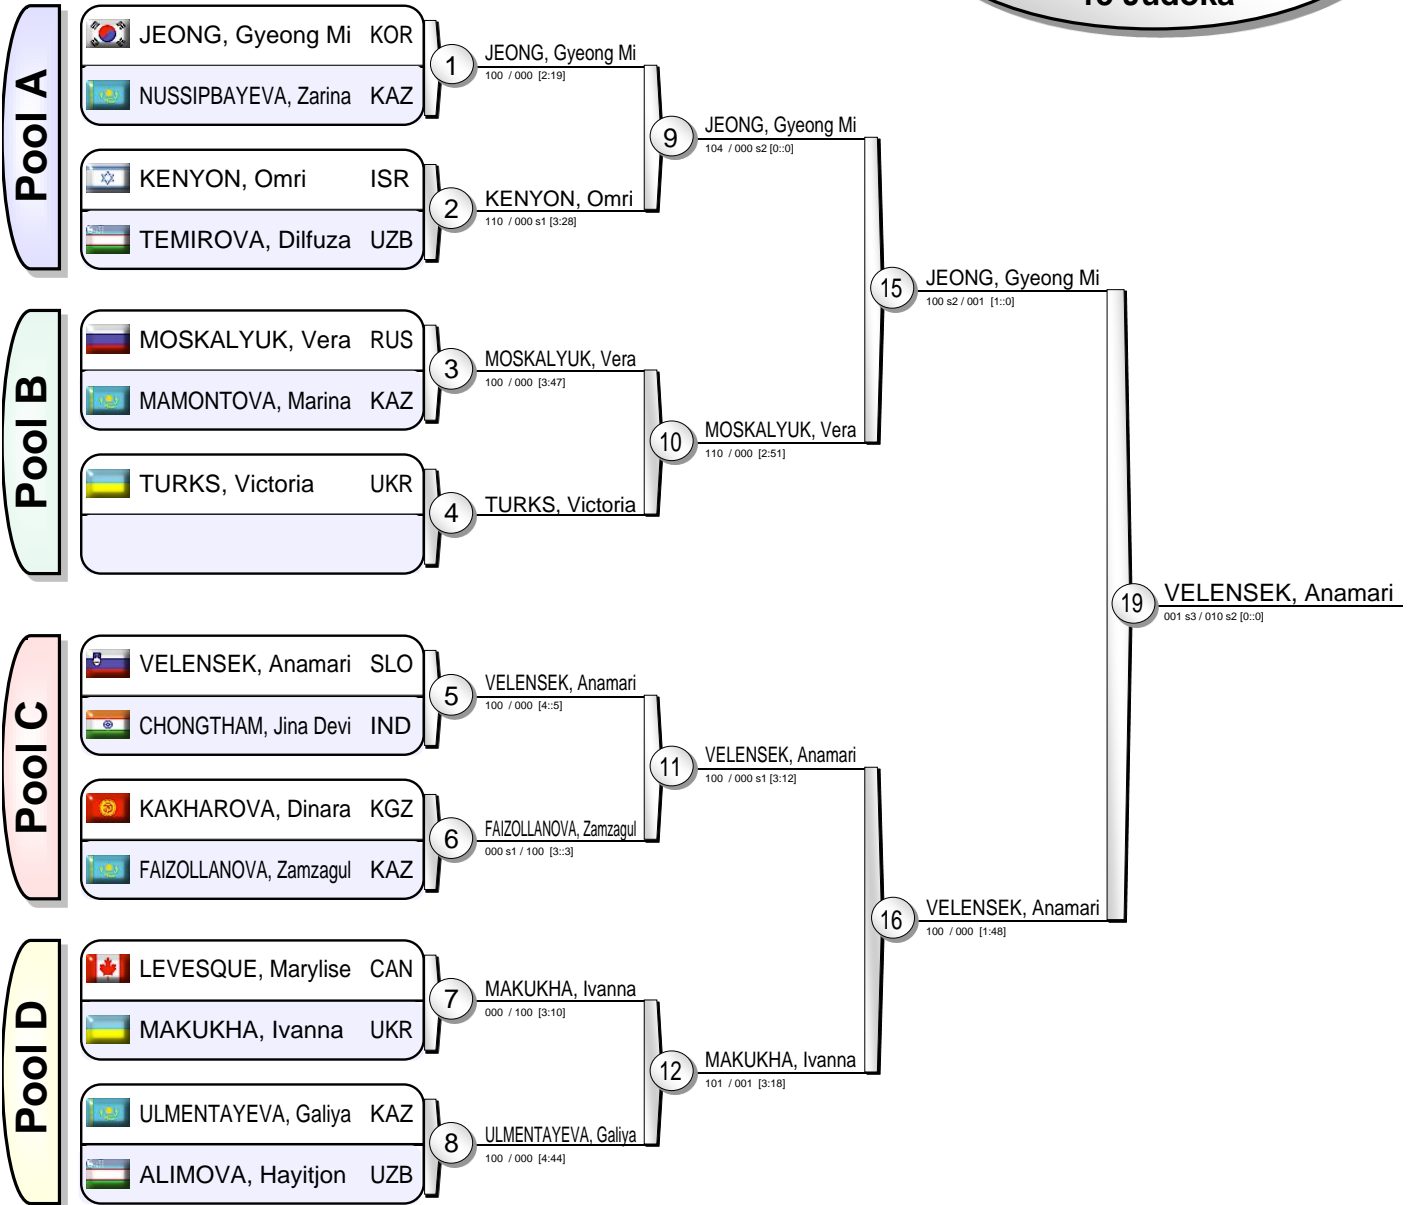 15 Judoka
Pool A
JEONG, Gyeong Mi KOR
NUSSIPBAYEVA, Zarina KAZ
1
JEONG, Gyeong Mi
100 / 000 [2:19]
KENYON, Omri ISR
TEMIROVA, Dilfuza UZB
2
KENYON, Omri
110 / 000 s1 [3:28]
9
JEONG, Gyeong Mi
104 / 000 s2 [0::0]
Pool B
MOSKALYUK, Vera RUS
MAMONTOVA, Marina KAZ
3
MOSKALYUK, Vera
100 / 000 [3:47]
TURKS, Victoria UKR
4
TURKS, Victoria
10
MOSKALYUK, Vera
110 / 000 [2:51]
15
JEONG, Gyeong Mi
100 s2 / 001 [1::0]
Pool C
VELENSEK, Anamari SLO
CHONGTHAM, Jina Devi IND
5
VELENSEK, Anamari
100 / 000 [4::5]
KAKHAROVA, Dinara KGZ
FAIZOLLANOVA, Zamzagul KAZ
6
FAIZOLLANOVA, Zamzagul
000 s1 / 100 [3::3]
11
VELENSEK, Anamari
100 / 000 s1 [3:12]
Pool D
LEVESQUE, Marylise CAN
MAKUKHA, Ivanna UKR
7
MAKUKHA, Ivanna
000 / 100 [3:10]
ULMENTAYEVA, Galiya KAZ
ALIMOVA, Hayitjon UZB
8
ULMENTAYEVA, Galiya
100 / 000 [4:44]
12
MAKUKHA, Ivanna
101 / 001 [3:18]
16
VELENSEK, Anamari
100 / 000 [1:48]
19
VELENSEK, Anamari
001 s3 / 010 s2 [0::0]